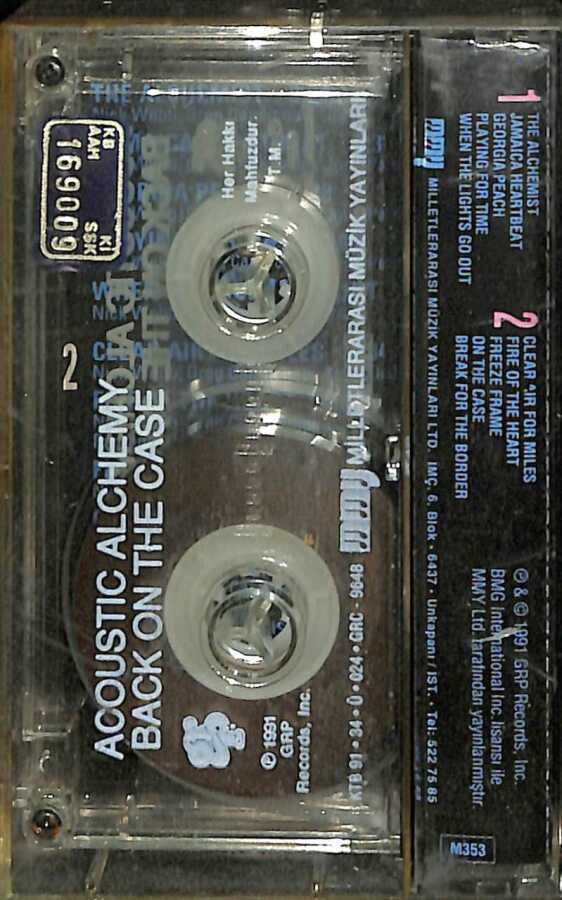 1
THE ALCHEMIST
JAMAICA HEARTBEAT
GEORGIA PEACH
PLAYING FOR TIME
WHEN THE LIGHTS GO OUT
2
CLEAR AIR FOR MILES
FIRE OF THE HEART
FREEZE FRAME
ON THE CASE
BREAK FOR THE BORDER
℗ & © 1991 GRP Records, Inc.
BMG International Inc. lisansı ile
MMY Ltd. tarafından yayınlanmıştır
mmy MILLETLERARASI MÜZİK YAYINLARI LTD. İMÇ. 6. Blok • 6437 • Unkapanı / İST. • Tel: 522 75 85
M353
KB KI
AAH SSK
169009
2
ACOUSTIC ALCHEMY
BACK ON THE CASE
Her Hakkı
Mahfuzdur.
T.M.
℗ 1991
GRP
Records, Inc.
KTB 91 • 34 • 0 • 024 • GRC - 9648 mmy MİLLETLERARASI MÜZİK YAYINLARI